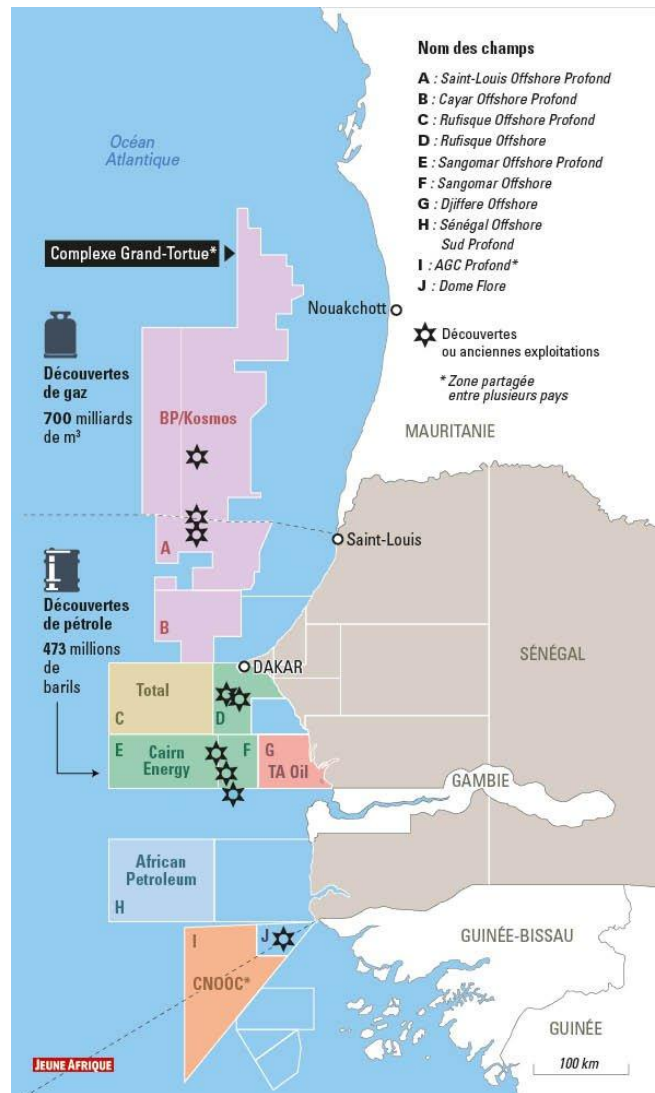 Nom des champs
A : Saint-Louis Offshore Profond
B : Cayar Offshore Profond
C : Rufisque Offshore Profond
D : Rufisque Offshore
E : Sangomar Offshore Profond
F : Sangomar Offshore
G : Djiffere Offshore
H : Sénégal Offshore
Sud Profond
I : AGC Profond*
J : Dome Flore
Découvertes
ou anciennes exploitations
* Zone partagée
entre plusieurs pays
Océan
Atlantique
Complexe Grand-Tortue*
Nouakchott
Découvertes
de gaz
700 milliards
de m³
BP/Kosmos
MAURITANIE
A
Saint-Louis
Découvertes
de pétrole
473 millions
de
barils
B
DAKAR
SÉNÉGAL
Total
C
D
E
Cairn
Energy
F
G
TA Oil
GAMBIE
African
Petroleum
H
I
J
CNOOC*
GUINÉE-BISSAU
GUINÉE
100 km
JEUNE AFRIQUE